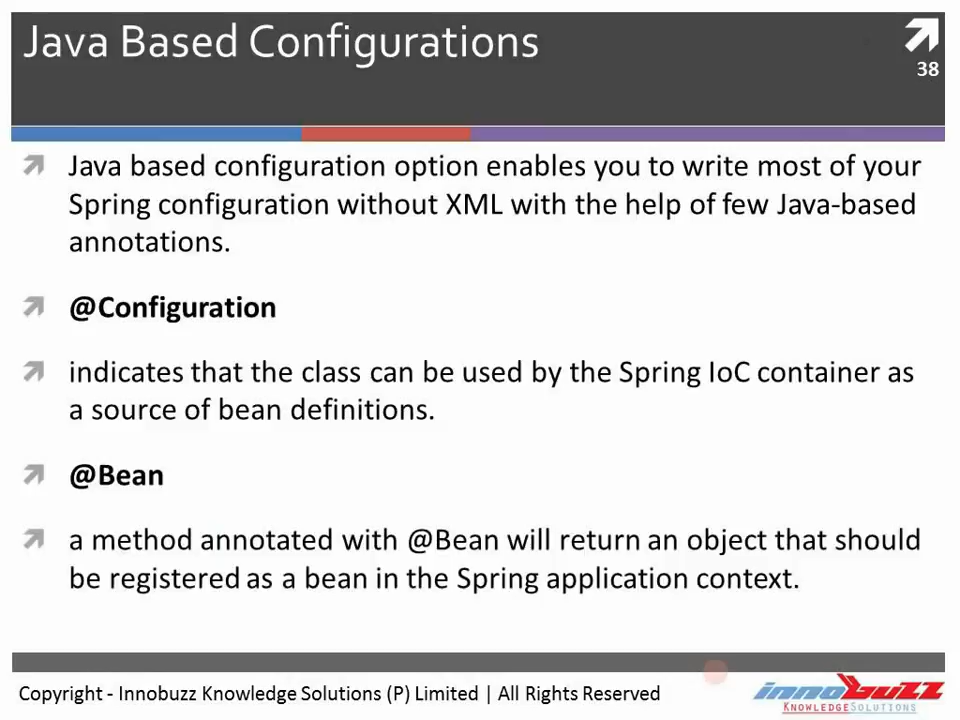 Java Based Configurations
38
Java based configuration option enables you to write most of your
Spring configuration without XML with the help of few Java-based
annotations.
@Configuration
indicates that the class can be used by the Spring IoC container as
a source of bean definitions.
@Bean
a method annotated with @Bean will return an object that should
be registered as a bean in the Spring application context.
Copyright - Innobuzz Knowledge Solutions (P) Limited | All Rights Reserved
innobuzz
KNOWLEDGESOLUTIONS